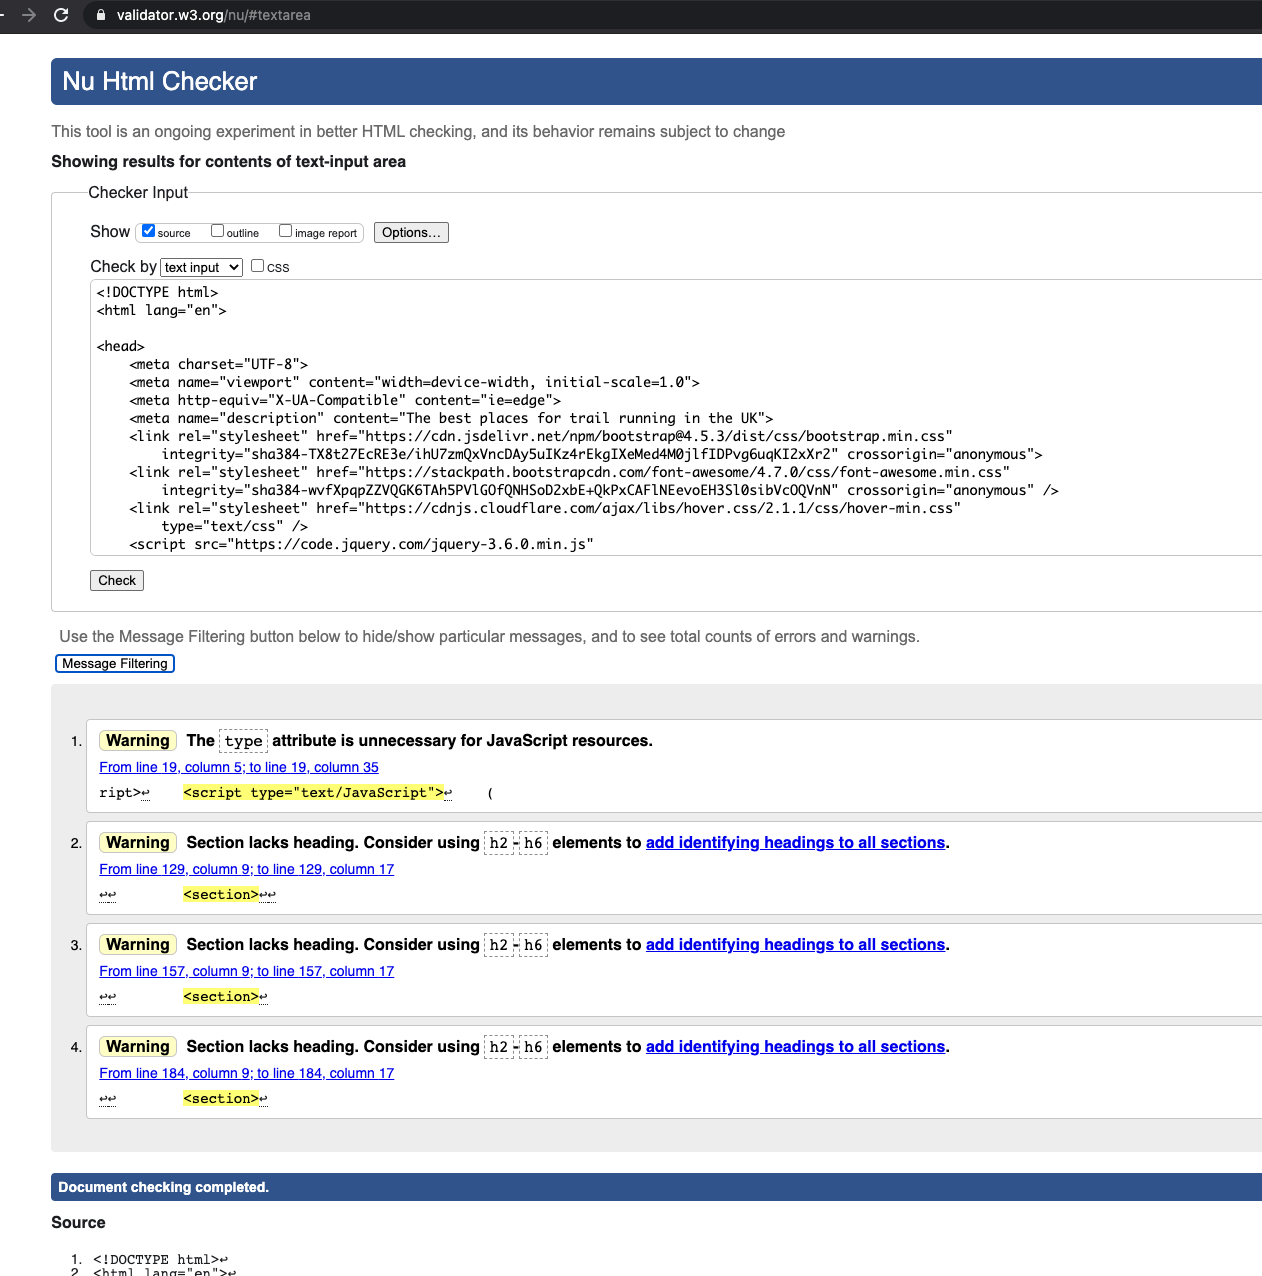 validator.w3.org/nu/#textarea
Nu Html Checker
This tool is an ongoing experiment in better HTML checking, and its behavior remains subject to change
Showing results for contents of text-input area
Checker Input
Show source outline image report Options...
Check by text input CSS
<!DOCTYPE html>
<html lang="en">
<head>
<meta charset="UTF-8">
<meta name="viewport" content="width=device-width, initial-scale=1.0">
<meta http-equiv="X-UA-Compatible" content="ie=edge">
<meta name="description" content="The best places for trail running in the UK">
<link rel="stylesheet" href="https://cdn.jsdelivr.net/npm/bootstrap@4.5.3/dist/css/bootstrap.min.css"
integrity="sha384-TX8t27EcRE3e/ihU7zmQxVncDAy5uIKz4rEkgIXeMed4M0jlfIDPvg6uqKI2xXr2" crossorigin="anonymous">
<link rel="stylesheet" href="https://stackpath.bootstrapcdn.com/font-awesome/4.7.0/css/font-awesome.min.css"
integrity="sha384-wvfXpqpZZVQGK6TAh5PVlGOfQNHSoD2xbE+QkPxCAFlNEevoEH3Sl0sibVcOQVnN" crossorigin="anonymous" />
<link rel="stylesheet" href="https://cdnjs.cloudflare.com/ajax/libs/hover.css/2.1.1/css/hover-min.css"
type="text/css" />
<script src="https://code.jquery.com/jquery-3.6.0.min.js"
Check
Use the Message Filtering button below to hide/show particular messages, and to see total counts of errors and warnings.
Message Filtering
1. Warning The type attribute is unnecessary for JavaScript resources.
From line 19, column 5; to line 19, column 35
ript>↩ <script type="text/JavaScript">↩ (
2. Warning Section lacks heading. Consider using h2-h6 elements to add identifying headings to all sections.
From line 129, column 9; to line 129, column 17
↩↩ <section>↩↩
3. Warning Section lacks heading. Consider using h2-h6 elements to add identifying headings to all sections.
From line 157, column 9; to line 157, column 17
↩↩ <section>↩
4. Warning Section lacks heading. Consider using h2-h6 elements to add identifying headings to all sections.
From line 184, column 9; to line 184, column 17
↩↩ <section>↩
Document checking completed.
Source
1. <!DOCTYPE html>↩
2. <html lang="en">↩